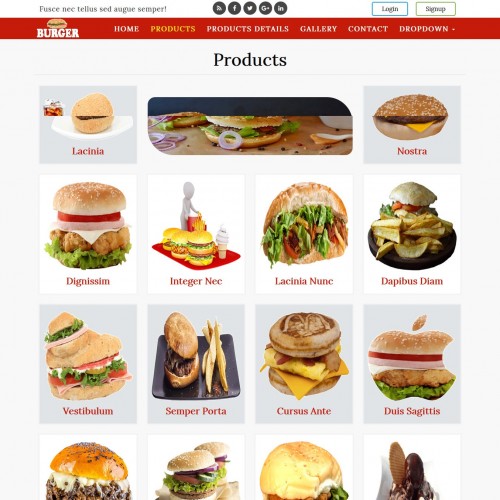 Fusce nec tellus sed augue semper!
Login
Signup
BURGER
HOME
PRODUCTS
PRODUCTS DETAILS
GALLERY
CONTACT
DROPDOWN
Products
Lacinia
Nostra
Dignissim
Integer Nec
Lacinia Nunc
Dapibus Diam
Vestibulum
Semper Porta
Cursus Ante
Duis Sagittis